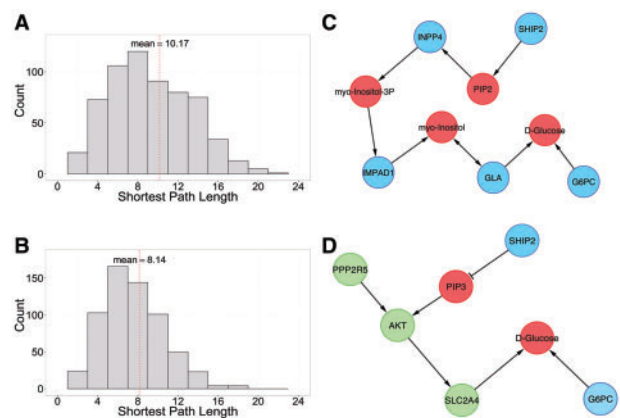 A
mean = 10.17
100
50
0
Count
0 4 8 12 16 20 24
Shortest Path Length
B
mean = 8.14
150
100
50
0
Count
0 4 8 12 16 20 24
Shortest Path Length
C
INPP4
SHIP2
myo-Inositol-3P
PIP2
myo-Inositol
D-Glucose
IMPAD1
GLA
G6PC
D
SHIP2
PPP2R5
PIP3
AKT
D-Glucose
SLC2A4
G6PC